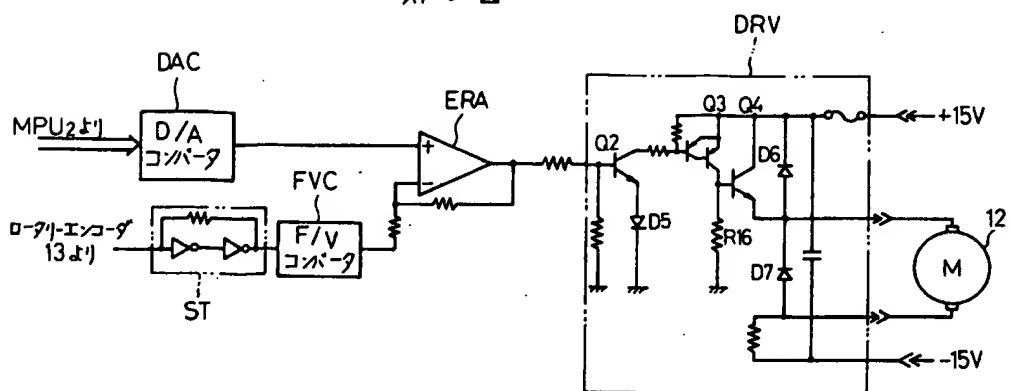 DRV
DAC
MPU2より
D/A
コンバータ
ERA
+
−
Q2
Q3
Q4
+15V
D6
D5
R16
D7
12
M
−15V
ロータリーエンコーダ
13より
ST
FVC
F/V
コンバータ